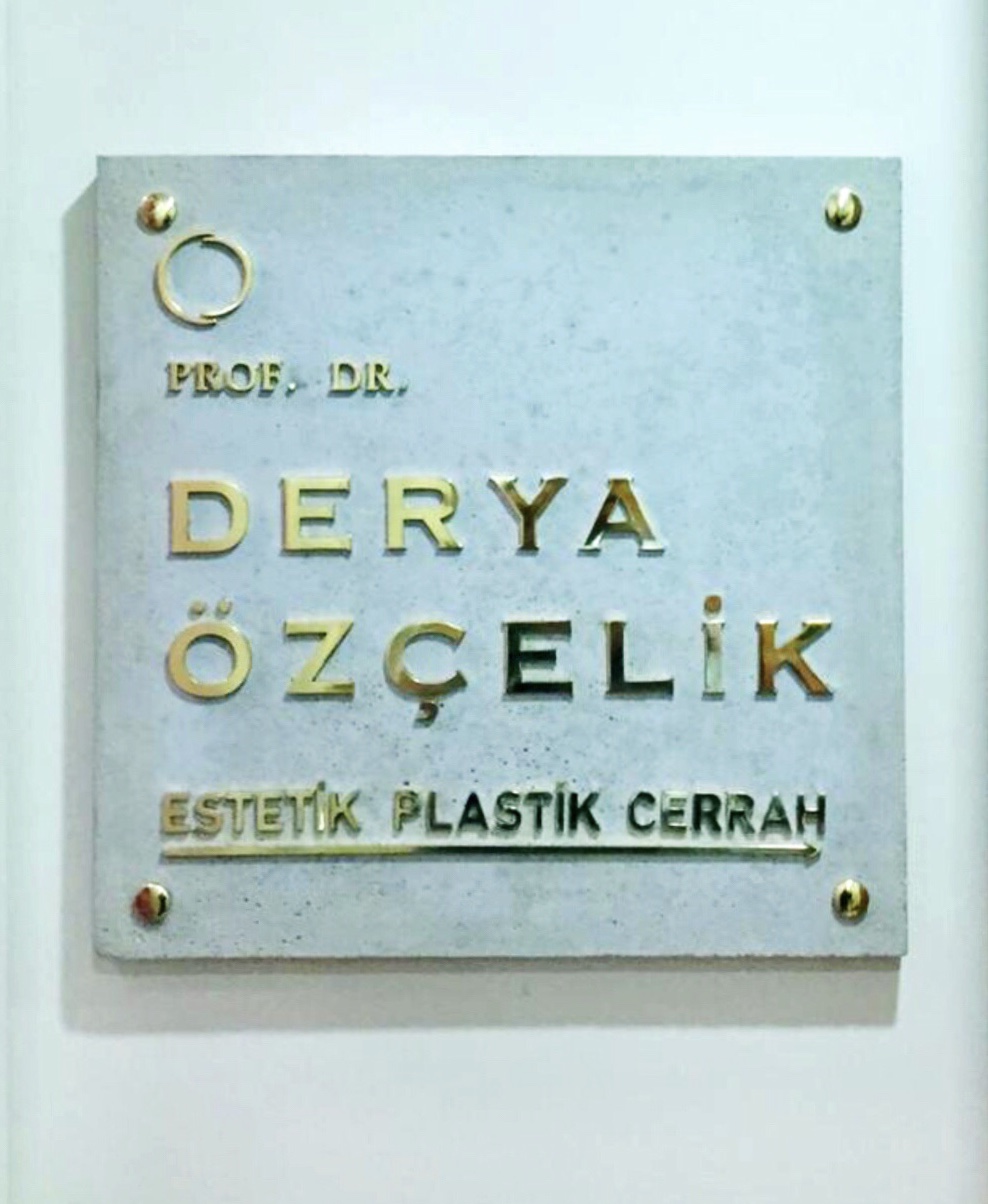 PROF. DR.
DERYA
ÖZÇELİK
ESTETİK PLASTİK CERRAH